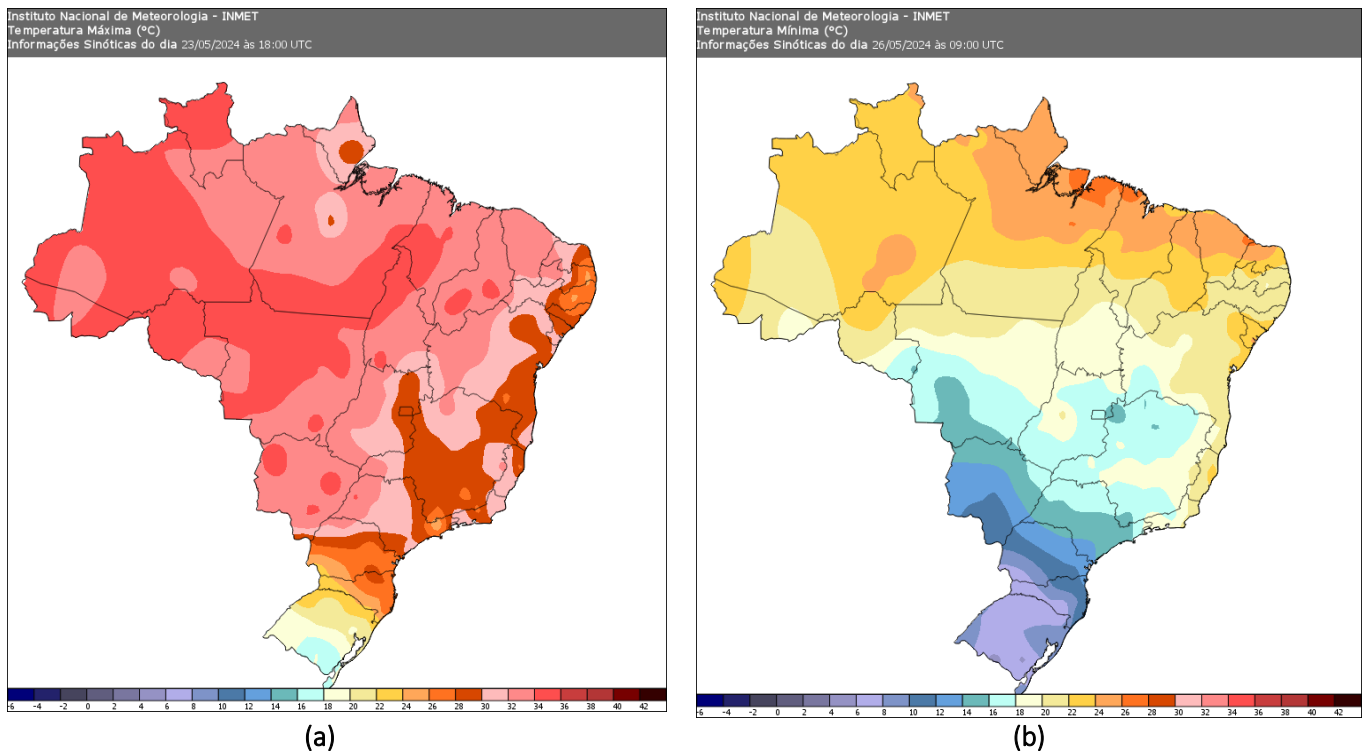 Instituto Nacional de Meteorologia - INMET
Temperatura Máxima (ºC)
Informações Sinóticas do dia 23/05/2024 às 18:00 UTC
-6 -4 -2 0 2 4 6 8 10 12 14 16 18 20 22 24 26 28 30 32 34 36 38 40 42
(a)
Instituto Nacional de Meteorologia - INMET
Temperatura Mínima (ºC)
Informações Sinóticas do dia 26/05/2024 às 09:00 UTC
-6 -4 -2 0 2 4 6 8 10 12 14 16 18 20 22 24 26 28 30 32 34 36 38 40 42
(b)